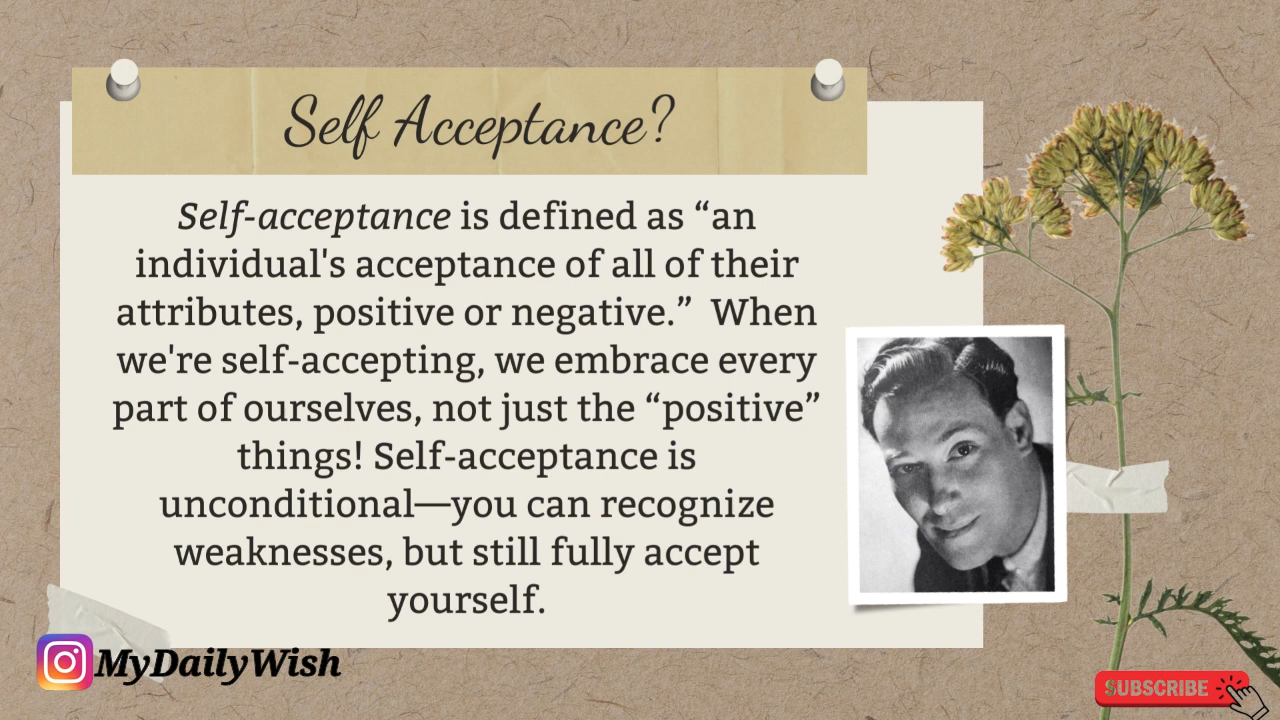 Self Acceptance?
Self-acceptance is defined as “an
individual's acceptance of all of their
attributes, positive or negative.”  When
we're self-accepting, we embrace every
part of ourselves, not just the “positive”
things! Self-acceptance is
unconditional—you can recognize
weaknesses, but still fully accept
yourself.
MyDailyWish
SUBSCRIBE